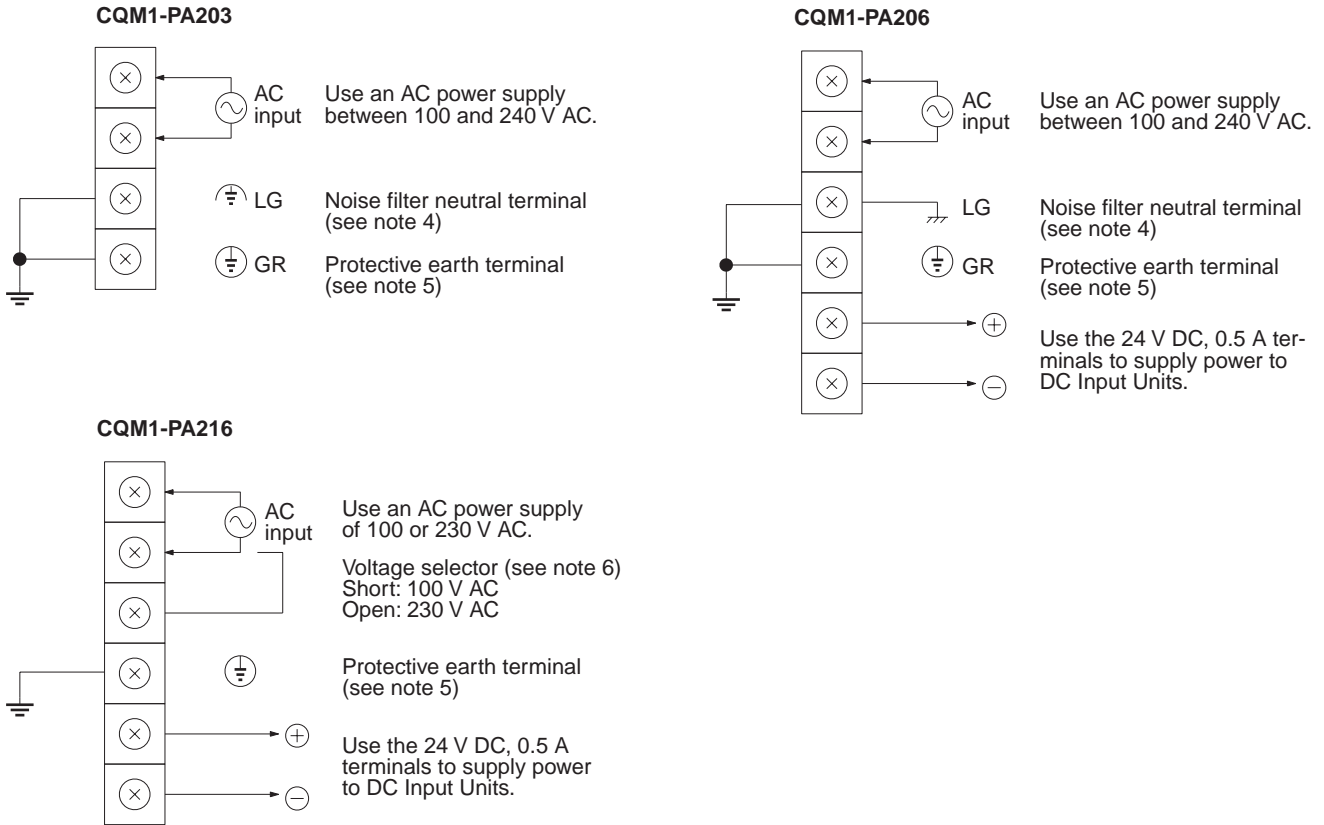 CQM1-PA203
AC
input
Use an AC power supply
between 100 and 240 V AC.
LG
Noise filter neutral terminal
(see note 4)
GR
Protective earth terminal
(see note 5)
CQM1-PA206
AC
input
Use an AC power supply
between 100 and 240 V AC.
LG
Noise filter neutral terminal
(see note 4)
GR
Protective earth terminal
(see note 5)
+
Use the 24 V DC, 0.5 A ter-
minals to supply power to
DC Input Units.
−
CQM1-PA216
AC
input
Use an AC power supply
of 100 or 230 V AC.
Voltage selector (see note 6)
Short: 100 V AC
Open: 230 V AC
Protective earth terminal
(see note 5)
+
Use the 24 V DC, 0.5 A
terminals to supply power
to DC Input Units.
−